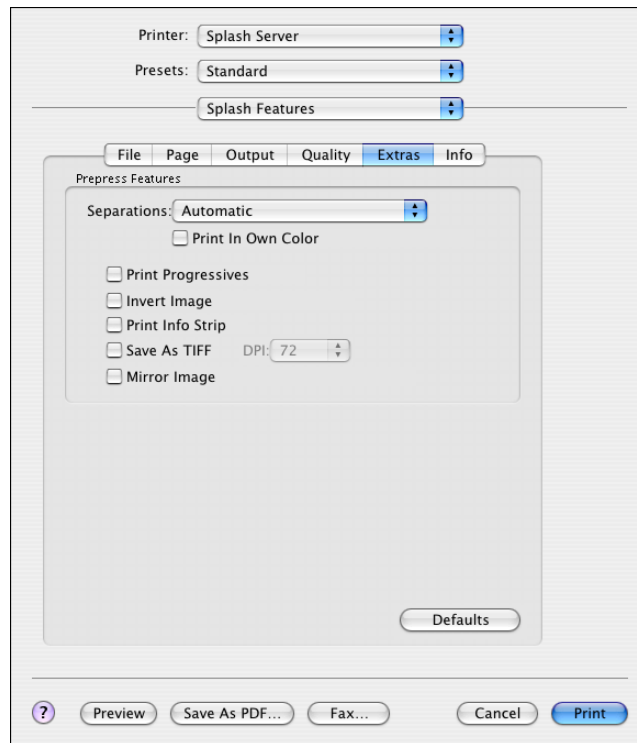 Printer: Splash Server
Presets: Standard
Splash Features
File Page Output Quality Extras Info
Prepress Features
Separations: Automatic
Print In Own Color
Print Progressives
Invert Image
Print Info Strip
Save As TIFF DPI: 72
Mirror Image
Defaults
? Preview Save As PDF... Fax... Cancel Print